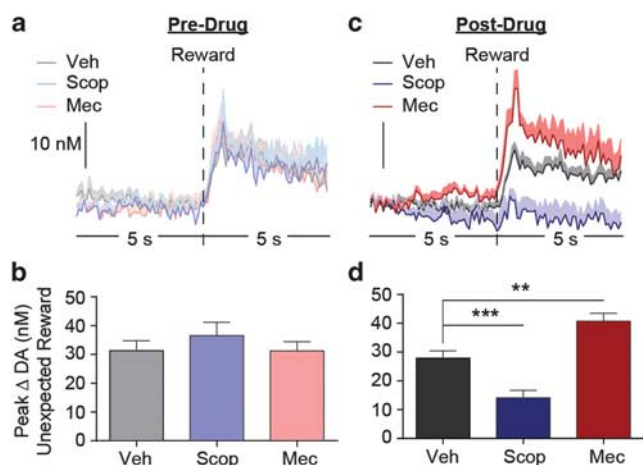 a Pre-Drug
Reward
Veh
Scop
Mec
10 nM
5 s 5 s
c Post-Drug
Reward
Veh
Scop
Mec
5 s 5 s
b
Peak Δ DA (nM)
Unexpected Reward
50
40
30
20
10
0
Veh Scop Mec
d
50
40
30
20
10
0
**
***
Veh Scop Mec